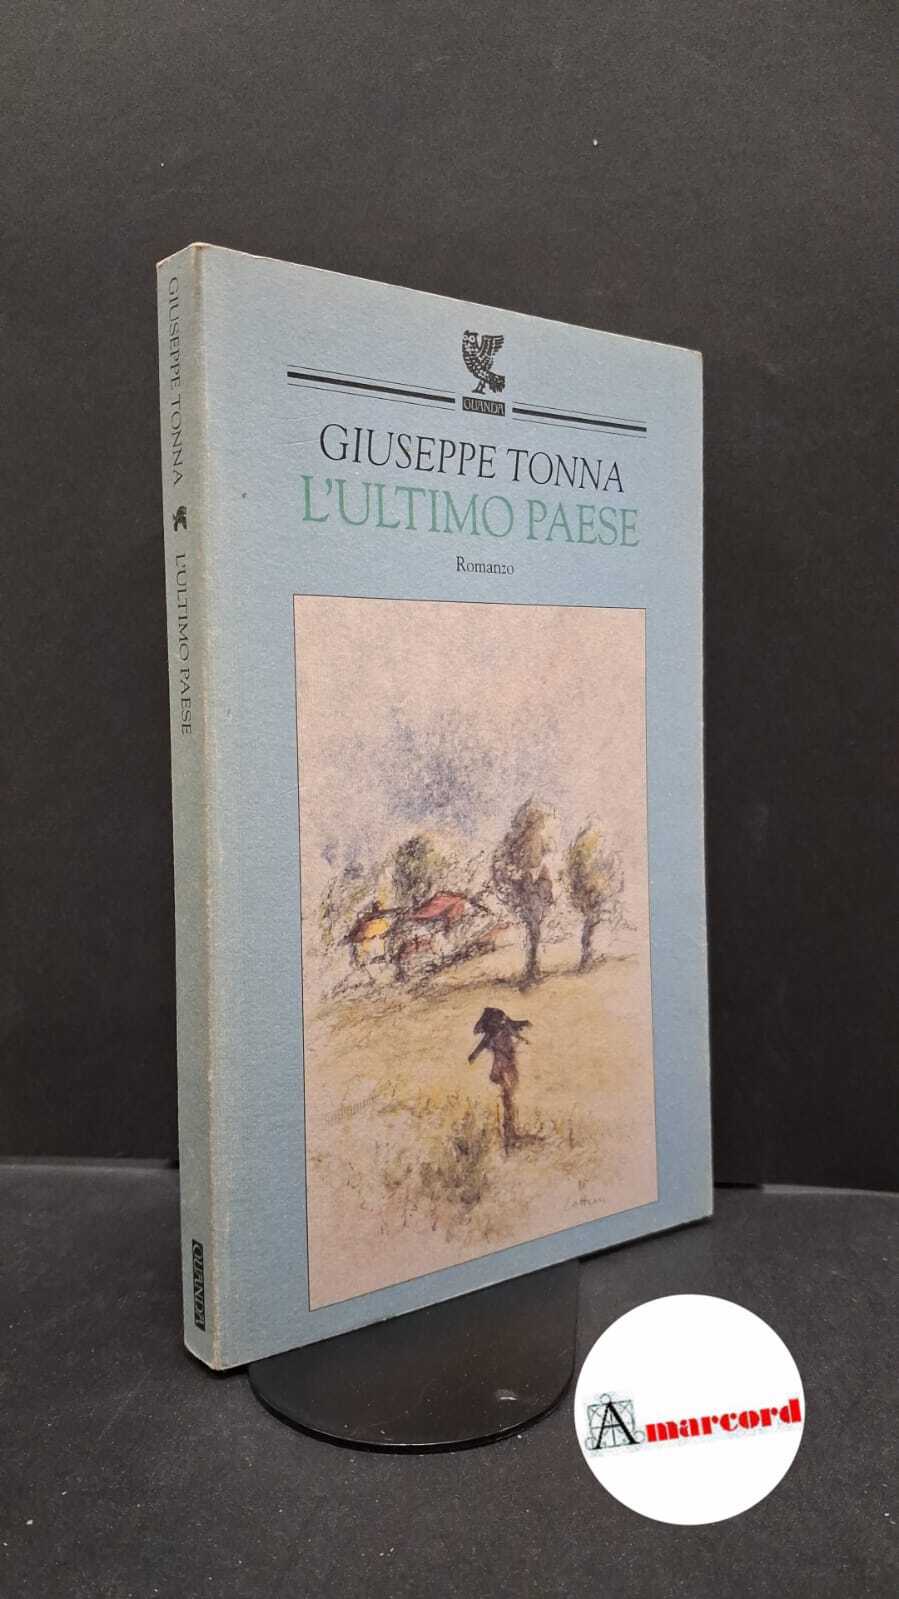 GIUSEPPE TONNA
L'ULTIMO PAESE
GUANDA
GUANDA
GIUSEPPE TONNA
L'ULTIMO PAESE
Romanzo
Amarcord